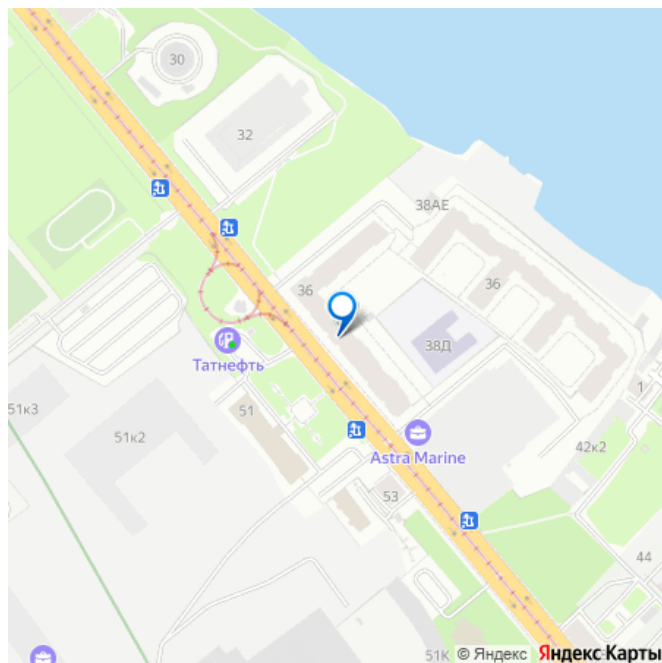 30
32
38АЕ
36
36
38Д
Татнефть
51к3
51
51к2
1
Astra Marine
42к2
53
44
51К
© Яндекс
Яндекс Карты